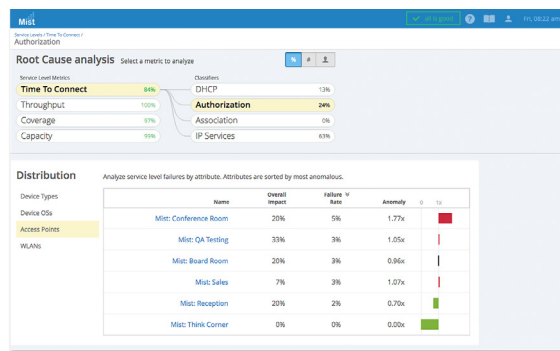 Mist
all is good
Fri, 08:22 am
Service Levels / Time To Connect /
Authorization
Root Cause analysis Select a metric to analyze
% #
Service Level Metrics Classifiers
Time To Connect 84% DHCP 13%
Throughput 100% Authorization 24%
Coverage 97% Association 0%
Capacity 99% IP Services 63%
Distribution Analyze service level failures by attribute. Attributes are sorted by most anomalous.
Device Types
Device OSs
Access Points
WLANs
Name Overall Impact Failure Rate Anomaly 0 1x
Mist: Conference Room 20% 5% 1.77x
Mist: QA Testing 33% 3% 1.05x
Mist: Board Room 20% 3% 0.96x
Mist: Sales 7% 3% 1.07x
Mist: Reception 20% 2% 0.70x
Mist: Think Corner 0% 0% 0.00x